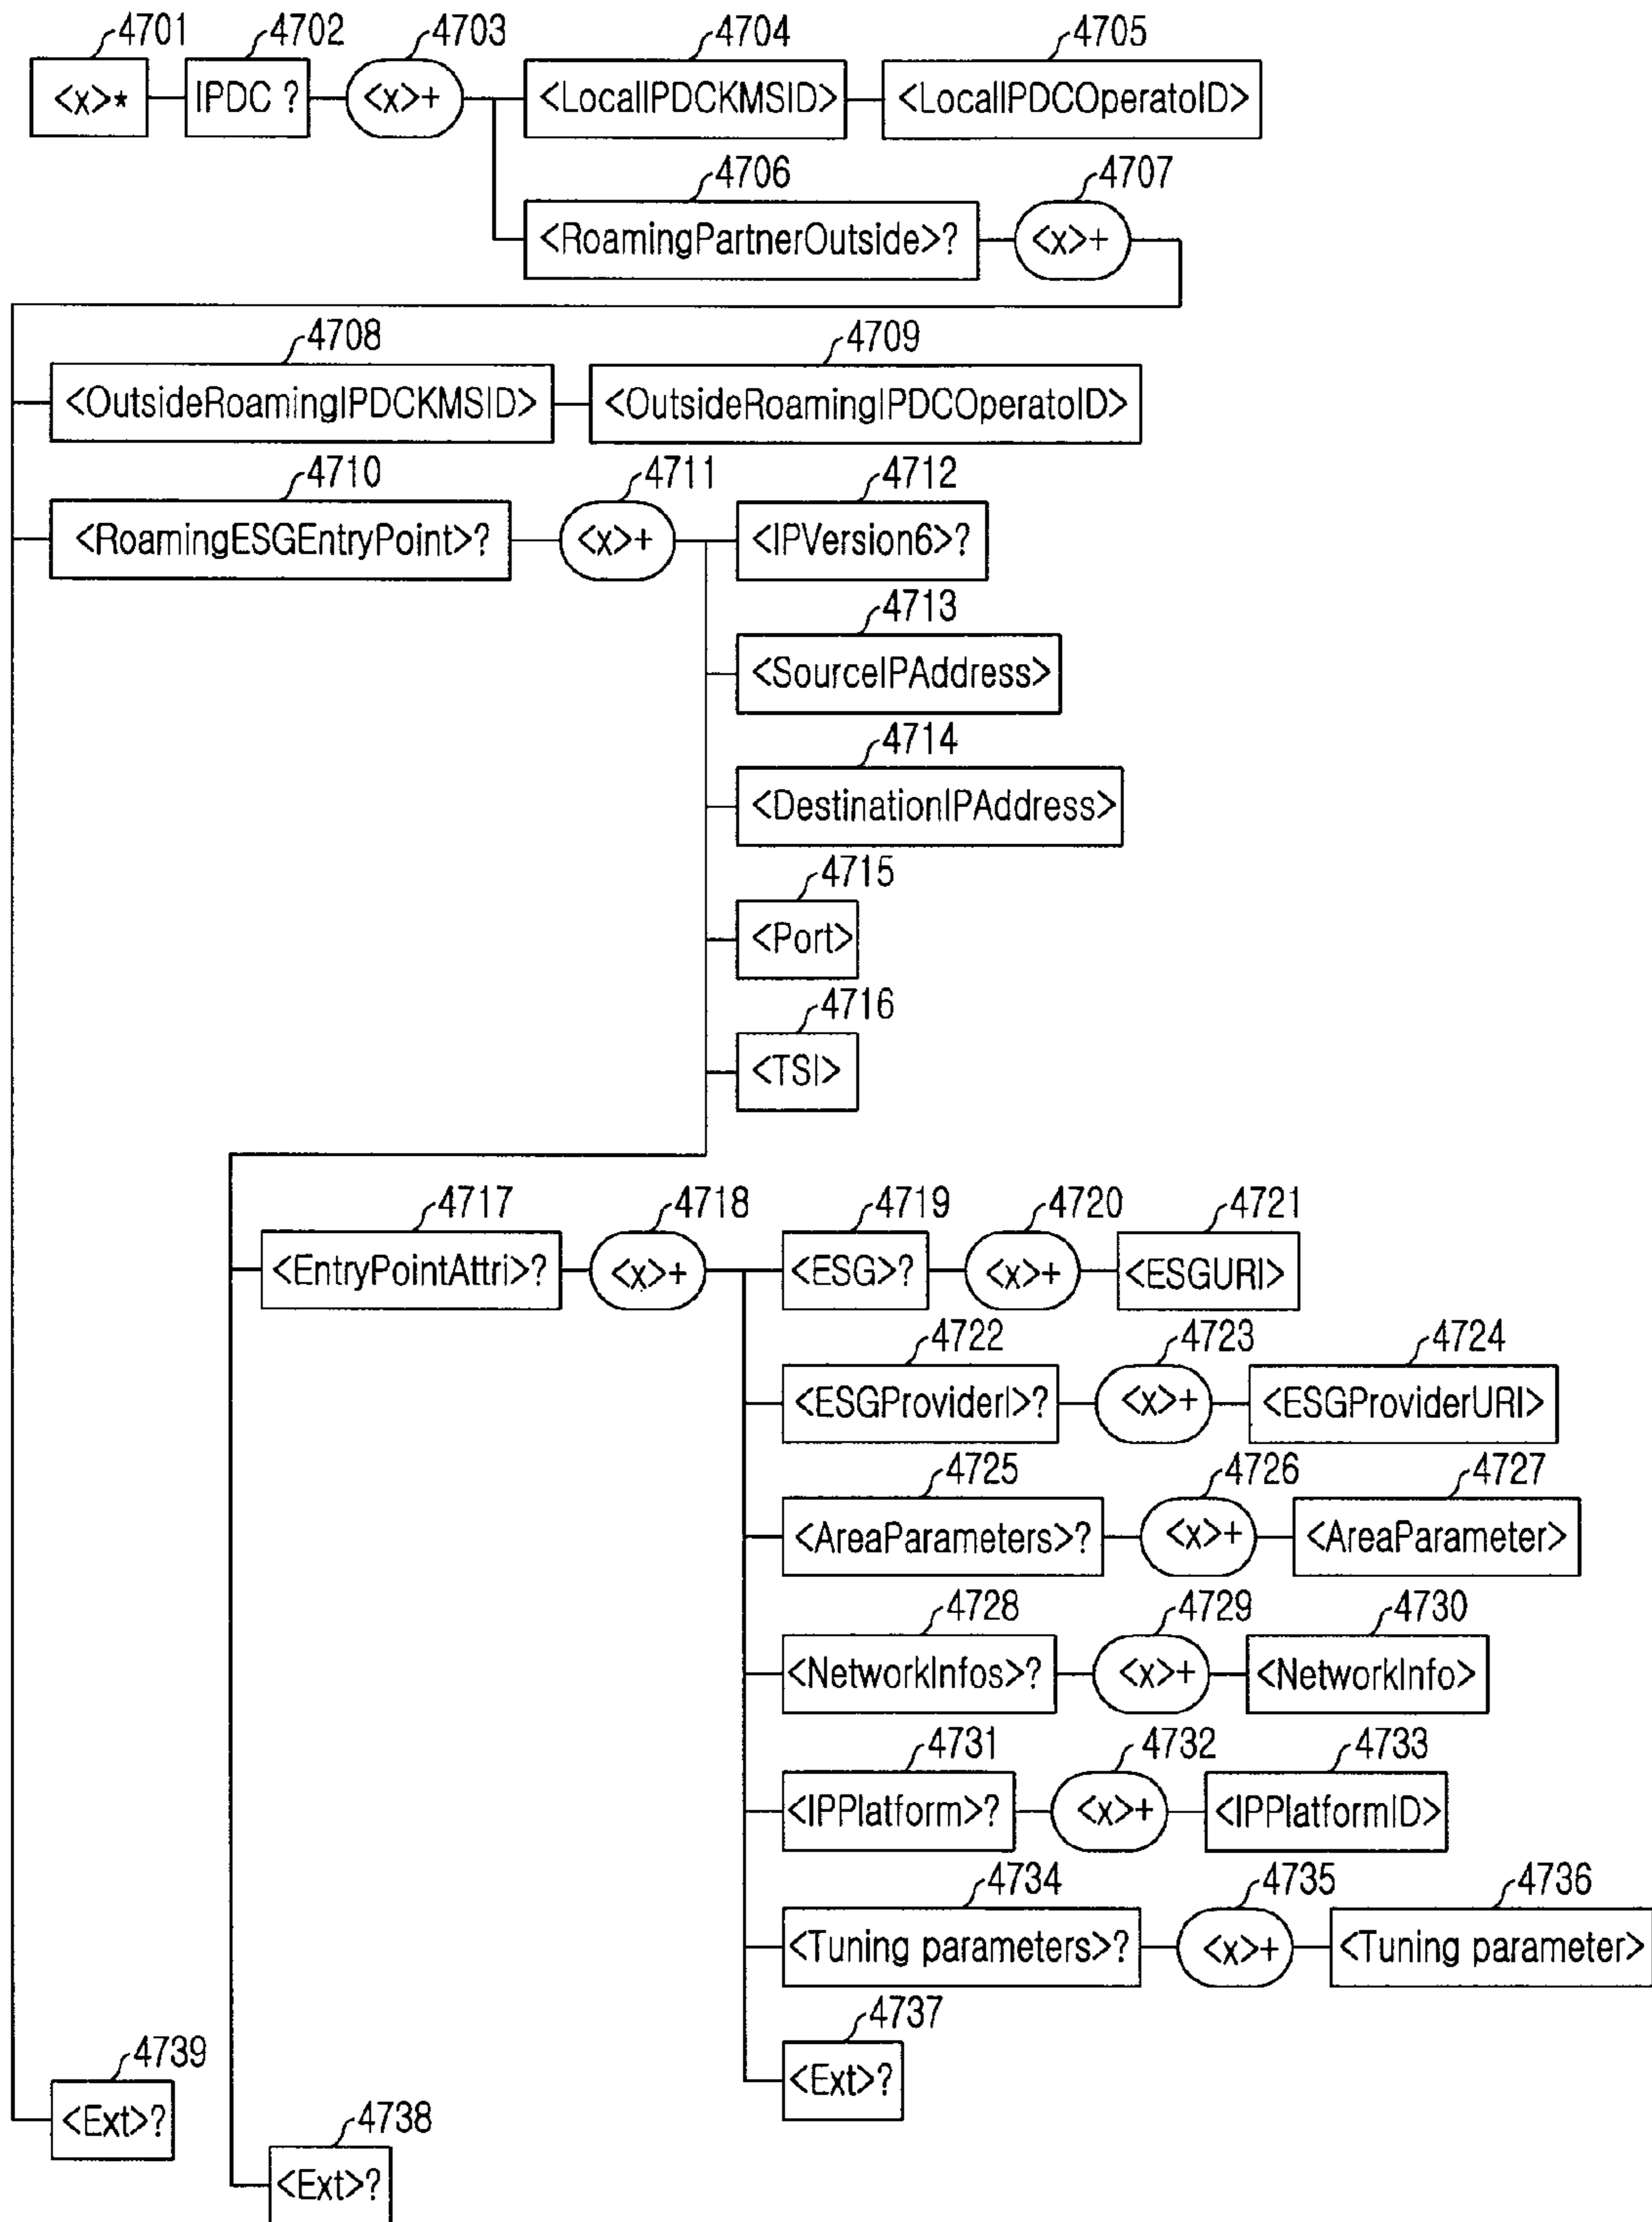 4701 4702 4703 4704 4705
<x>* IPDC ? <x>+ <LocalIPDCKMSID> <LocalIPDCOperatoID>
4706 4707
<RoamingPartnerOutside>? <x>+
4708 4709
<OutsideRoamingIPDCKMSID> <OutsideRoamingIPDCOperatoID>
4710 4711 4712
<RoamingESGEntryPoint>? <x>+ <IPVersion6>?
4713
<SourceIPAddress>
4714
<DestinationIPAddress>
4715
<Port>
4716
<TSI>
4717 4718 4719 4720 4721
<EntryPointAttri>? <x>+ <ESG>? <x>+ <ESGURI>
4722 4723 4724
<ESGProviderI>? <x>+ <ESGProviderURI>
4725 4726 4727
<AreaParameters>? <x>+ <AreaParameter>
4728 4729 4730
<NetworkInfos>? <x>+ <NetworkInfo>
4731 4732 4733
<IPPlatform>? <x>+ <IPPlatformID>
4734 4735 4736
<Tuning parameters>? <x>+ <Tuning parameter>
4737
<Ext>?
4739
<Ext>?
4738
<Ext>?